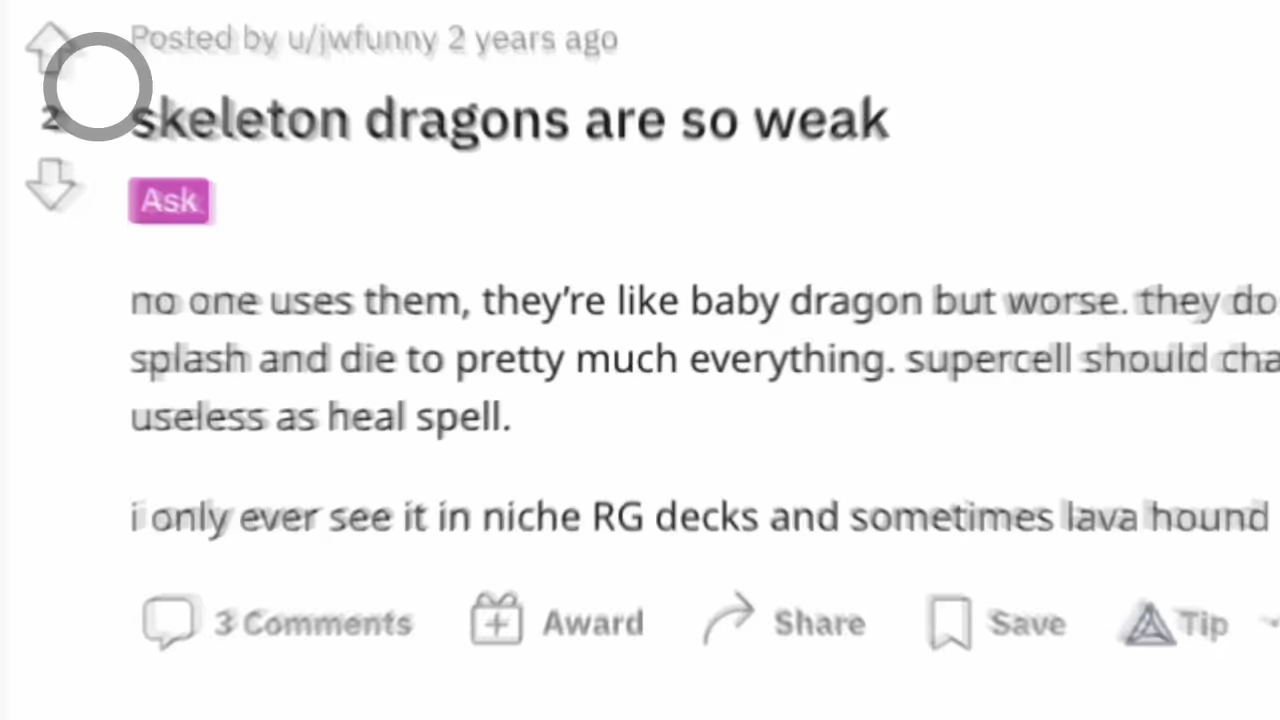 Posted by u/jwfunny 2 years ago
2
skeleton dragons are so weak
Ask
no one uses them, they're like baby dragon but worse. they do
splash and die to pretty much everything. supercell should cha
useless as heal spell.
i only ever see it in niche RG decks and sometimes lava hound
3 Comments Award Share Save Tip